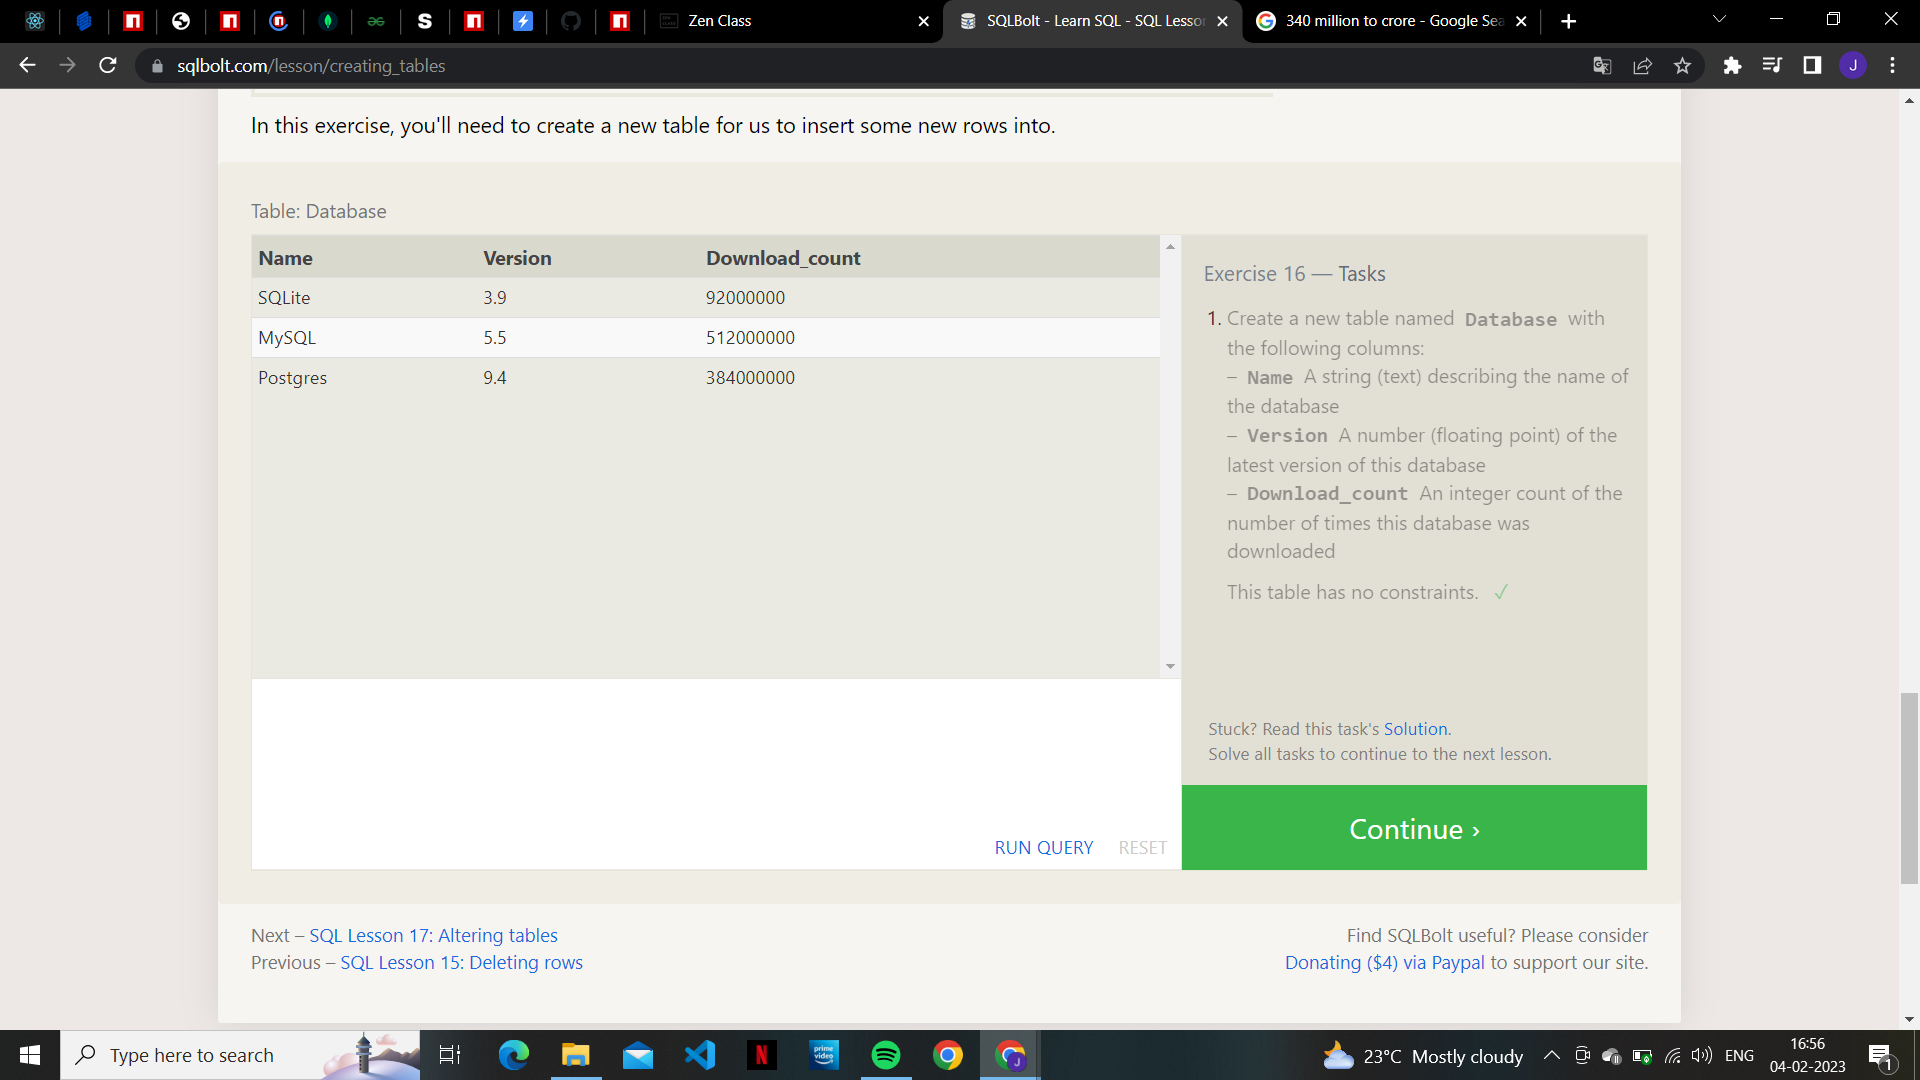 Zen Class
SQLBolt - Learn SQL - SQL Lesso
340 million to crore - Google Sea
sqlbolt.com/lesson/creating_tables
J
In this exercise, you'll need to create a new table for us to insert some new rows into.
Table: Database
Name Version Download_count
SQLite 3.9 92000000
MySQL 5.5 512000000
Postgres 9.4 384000000
RUN QUERY RESET
Exercise 16 — Tasks
1. Create a new table named Database with
the following columns:
– Name A string (text) describing the name of
the database
– Version A number (floating point) of the
latest version of this database
– Download_count An integer count of the
number of times this database was
downloaded
This table has no constraints. ✓
Stuck? Read this task's Solution.
Solve all tasks to continue to the next lesson.
Continue ›
Next – SQL Lesson 17: Altering tables
Previous – SQL Lesson 15: Deleting rows
Find SQLBolt useful? Please consider
Donating ($4) via Paypal to support our site.
Type here to search
prime video
J
23°C Mostly cloudy
ENG
16:56
04-02-2023
1